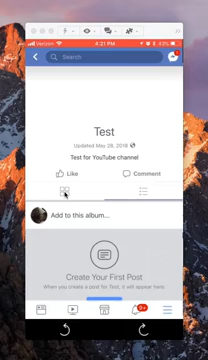 Verizon 4:21 PM 43%
Search
Test
Updated May 28, 2018
Test for YouTube channel
Like Comment
Add to this album...
Create Your First Post
When you create a post for Test, it will appear here.
9+